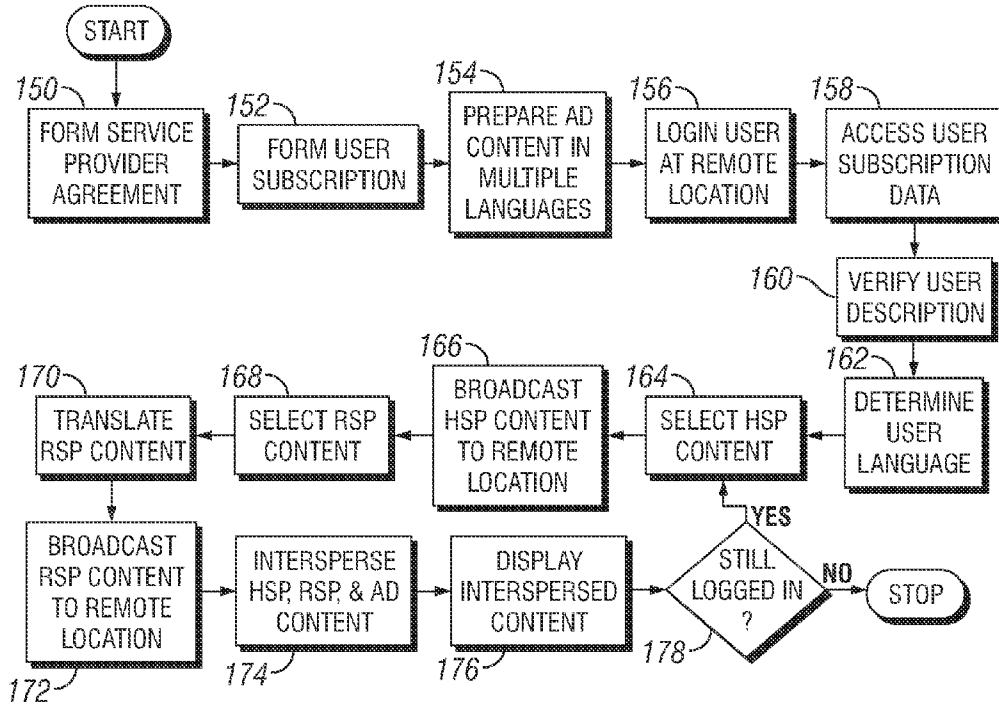 START
150
FORM SERVICE
PROVIDER
AGREEMENT
152
FORM USER
SUBSCRIPTION
154
PREPARE AD
CONTENT IN
MULTIPLE
LANGUAGES
156
LOGIN USER
AT REMOTE
LOCATION
158
ACCESS USER
SUBSCRIPTION
DATA
160
VERIFY USER
DESCRIPTION
162
DETERMINE
USER
LANGUAGE
164
SELECT HSP
CONTENT
166
BROADCAST
HSP CONTENT
TO REMOTE
LOCATION
168
SELECT RSP
CONTENT
170
TRANSLATE
RSP CONTENT
BROADCAST
RSP CONTENT
TO REMOTE
LOCATION
172
INTERSPERSE
HSP, RSP, & AD
CONTENT
174
DISPLAY
INTERSPERSED
CONTENT
176
STILL
LOGGED IN
?
178
YES
NO
STOP